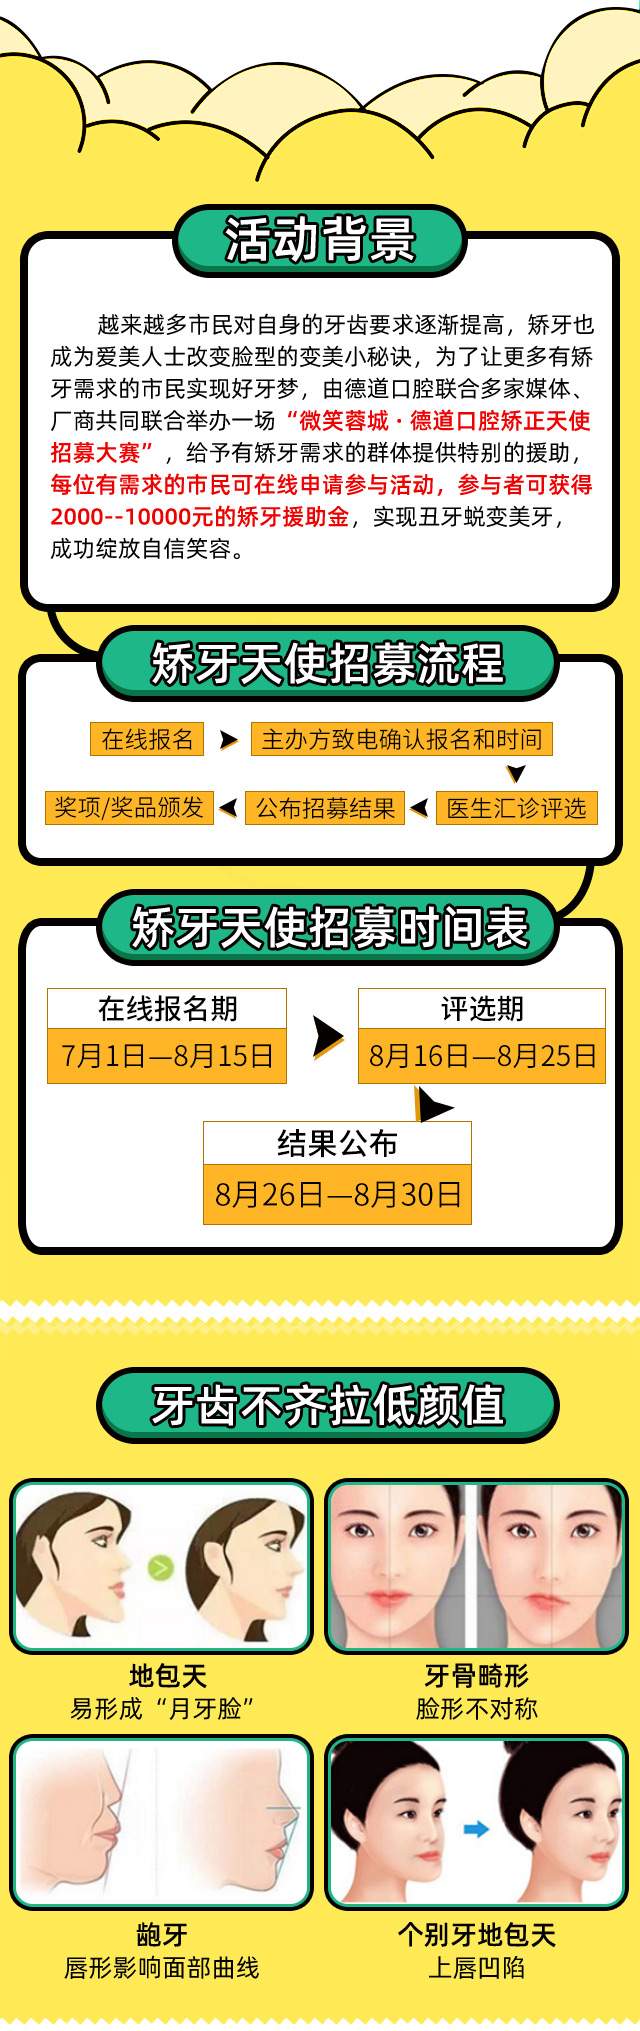 活动背景
越来越多市民对自身的牙齿要求逐渐提高，矫牙也
成为爱美人士改变脸型的变美小秘诀，为了让更多有矫
牙需求的市民实现好牙梦，由德道口腔联合多家媒体、
厂商共同联合举办一场“微笑蓉城·德道口腔矫正天使
招募大赛”，给予有矫牙需求的群体提供特别的援助，
每位有需求的市民可在线申请参与活动，参与者可获得
2000--10000元的矫牙援助金，实现丑牙蜕变美牙，
成功绽放自信笑容。
矫牙天使招募流程
在线报名
主办方致电确认报名和时间
奖项/奖品颁发
公布招募结果
医生汇诊评选
矫牙天使招募时间表
在线报名期
7月1日—8月15日
评选期
8月16日—8月25日
结果公布
8月26日—8月30日
牙齿不齐拉低颜值
地包天
易形成“月牙脸”
牙骨畸形
脸形不对称
龅牙
唇形影响面部曲线
个别牙地包天
上唇凹陷